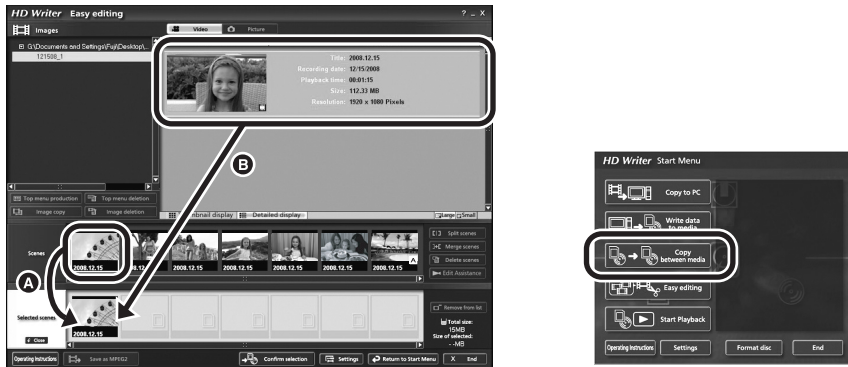 HD Writer Easy editing ? _ X
Images
Video Picture
G:\Documents and Settings\Fuji\Desktop\...
121508_1
Title: 2008.12.15
Recording date: 12/15/2008
Playback time: 00:01:15
Size: 112.33 MB
Resolution: 1920 x 1080 Pixels
B
Top menu production Top menu deletion
Image copy Image deletion
mbnail display Detailed display Large Small
Scenes
2008.12.15 2008.12.15 2008.12.15 2008.12.15 2008.12.15 2008.12.15 2008.12.15
A
Split scenes
Merge scenes
Delete scenes
Edit Assistance
Selected scenes
Close
2008.12.15
Remove from list
Total size:
15MB
Size of selected:
- -MB
Operating Instructions Save as MPEG2 Confirm selection Settings Return to Start Menu X End
HD Writer Start Menu
Copy to PC
Write data
to media
Copy
between media
Easy editing
Start Playback
Operating Instructions Settings Format disc End